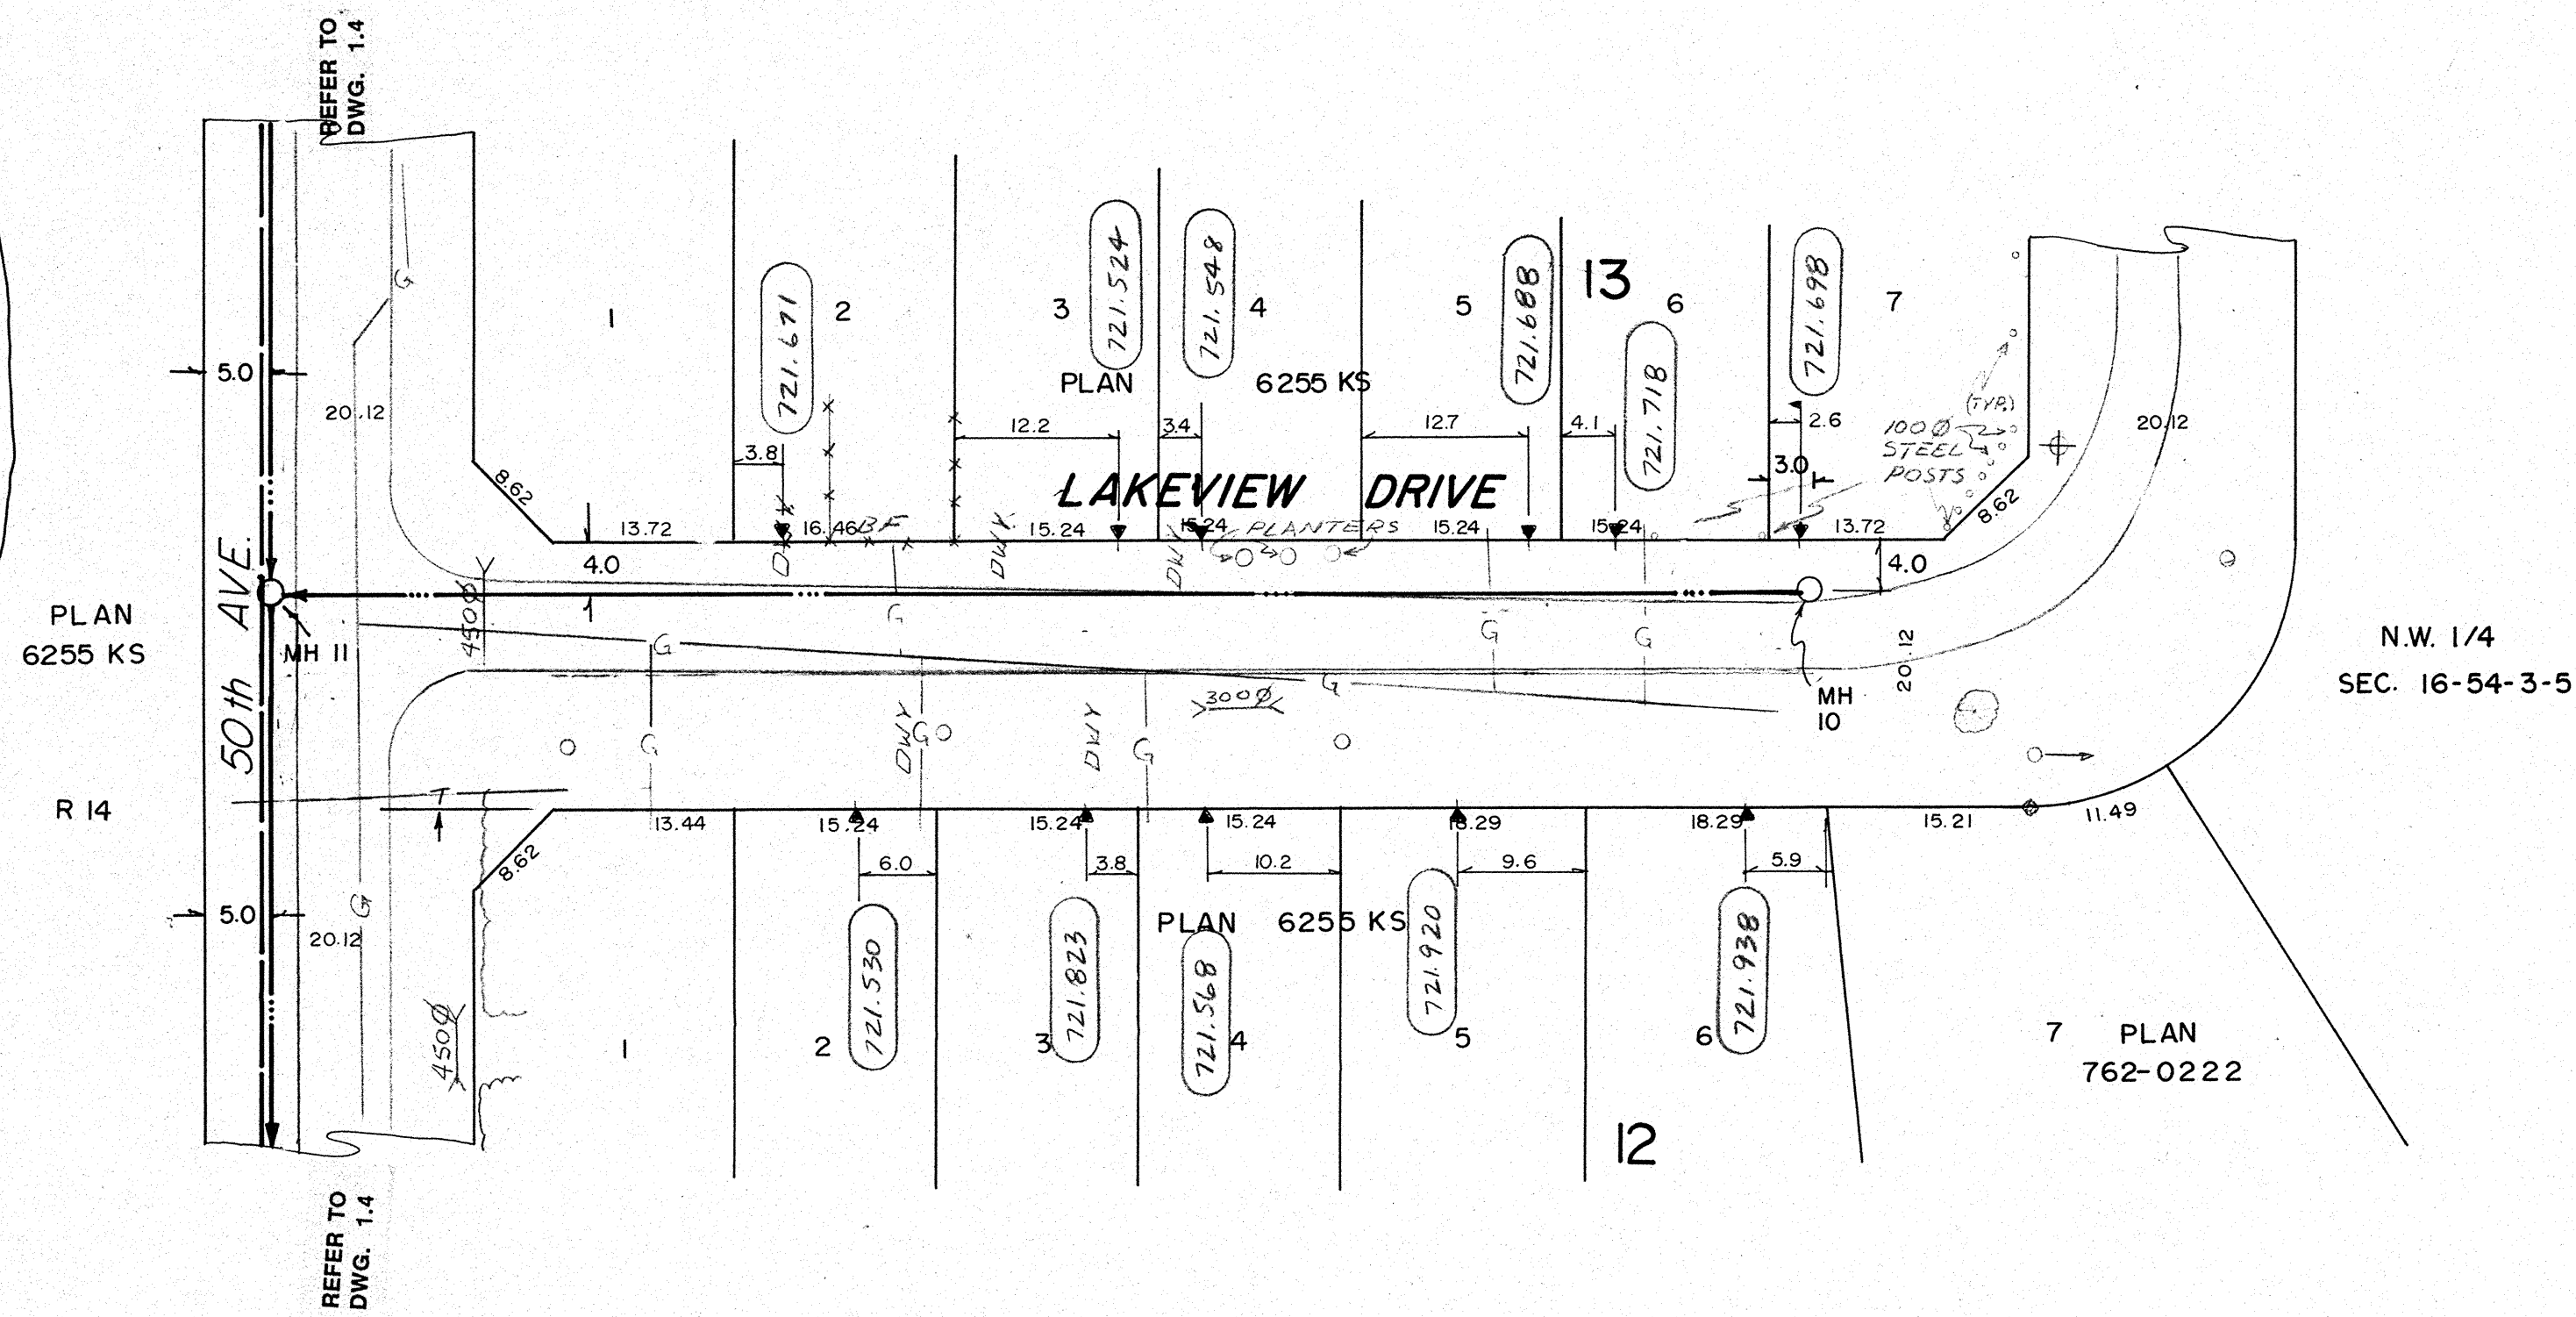 REFER TO
DWG. 1.4
721.671
721.524
721.548
721.688
721.718
721.698
13
1
2
3
4
5
6
7
PLAN 6255 KS
5.0
20.12
G
8.62
3.8
12.2
3.4
12.7
4.1
2.6
3.0
T
(TYP.)
100Ø
STEEL
POSTS
20.12
8.62
LAKEVIEW DRIVE
13.72
16.46
BF
15.24
15.24
PLANTERS
15.24
15.24
13.72
4.0
DWY
DWY
DWY
4.0
PLAN
6255 KS
50th AVE.
MH 11
450Ø
G
G
G
G
G
300Ø
MH
10
20.12
N.W. 1/4
SEC. 16-54-3-5
R 14
T
G
DWY
G
DWY
G
8.62
13.44
15.24
15.24
15.24
18.29
18.29
15.21
11.49
6.0
3.8
10.2
9.6
5.9
5.0
20.12
G
450Ø
PLAN 6255 KS
721.530
721.823
721.568
721.920
721.938
1
2
3
4
5
6
7 PLAN
762-0222
12
REFER TO
DWG. 1.4